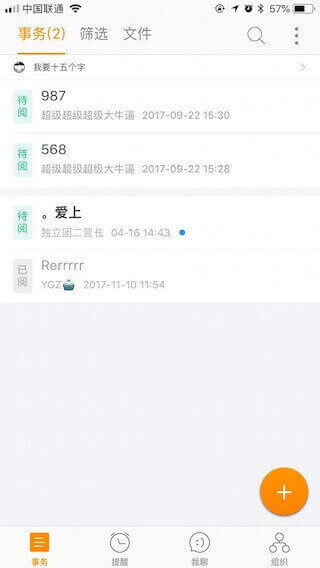 中国联通 57%
事务(2) 筛选 文件
我要十五个字
待阅 987
超级超级超级大牛逼 2017-09-22 15:30
待阅 568
超级超级超级大牛逼 2017-09-22 15:28
待阅 。爱上
独立团二营长 04-16 14:43
已阅 Rerrrrr
YGZ 2017-11-10 11:54
事务 提醒 我聊 组织